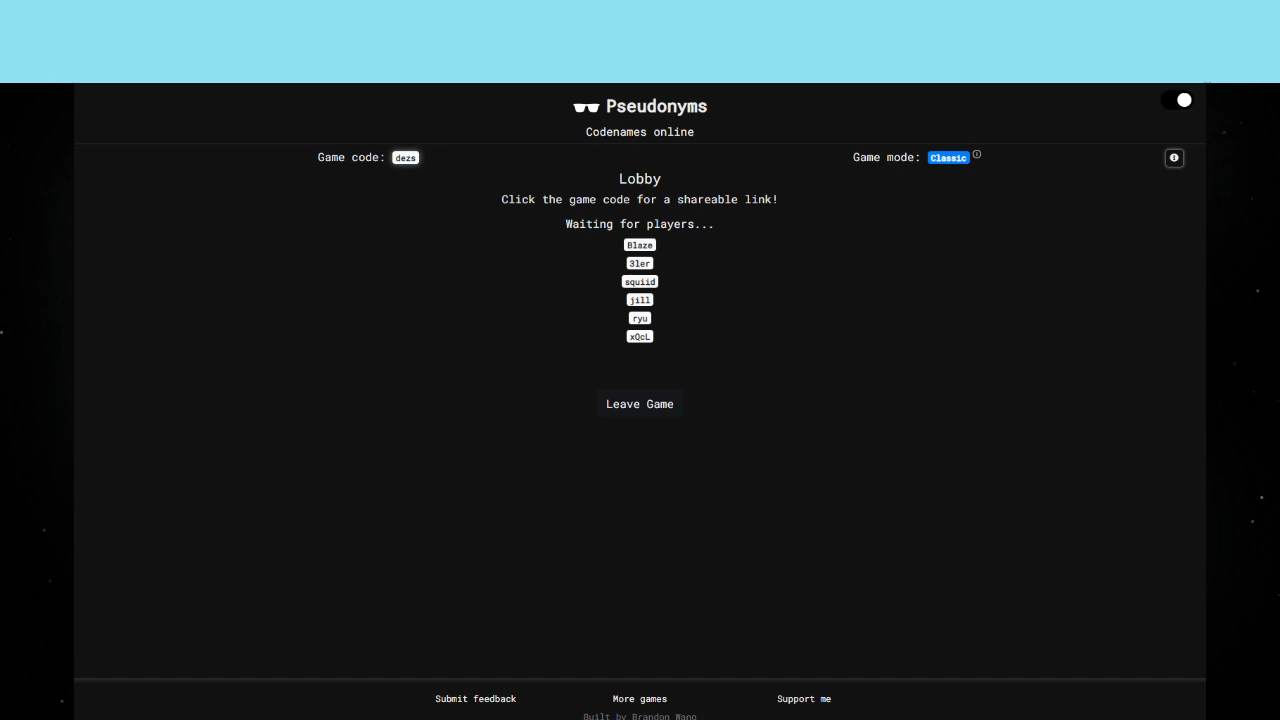 Pseudonyms
Codenames online
Game code: dezs
Game mode: Classic
Lobby
Click the game code for a shareable link!
Waiting for players...
Blaze
3ler
squiid
jill
ryu
xQcL
Leave Game
Submit feedback
More games
Support me
Built by Brandon Wang